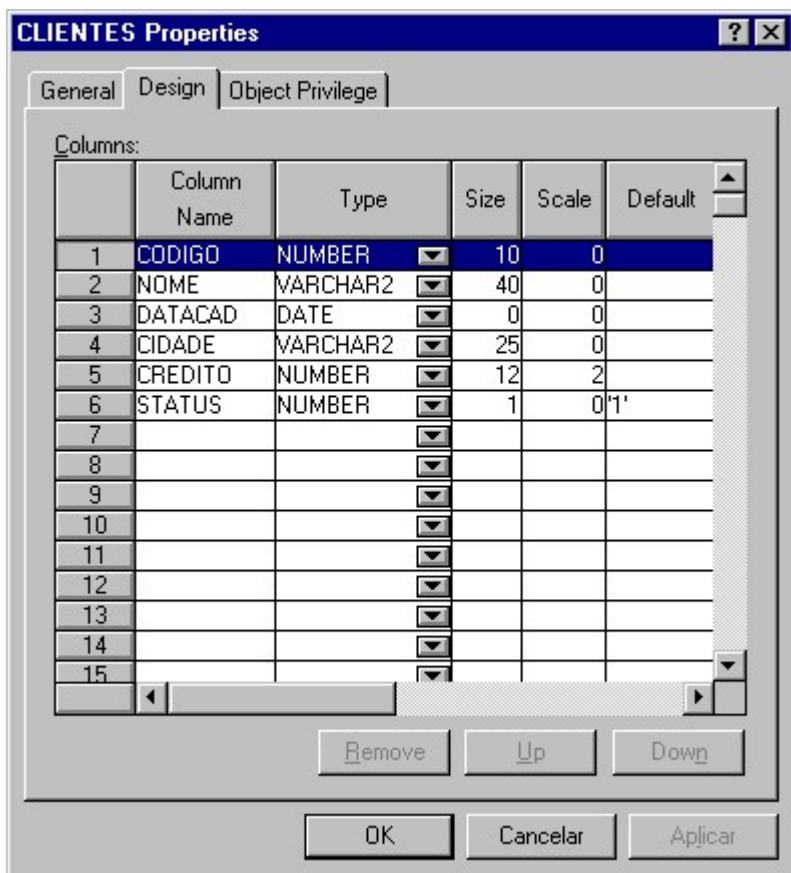 CLIENTES Properties
General Design Object Privilege
Columns:
Column Name Type Size Scale Default
1 CODIGO NUMBER 10 0
2 NOME VARCHAR2 40 0
3 DATACAD DATE 0 0
4 CIDADE VARCHAR2 25 0
5 CREDITO NUMBER 12 2
6 STATUS NUMBER 1 0 '1'
7
8
9
10
11
12
13
14
15
Remove Up Down
OK Cancelar Aplicar